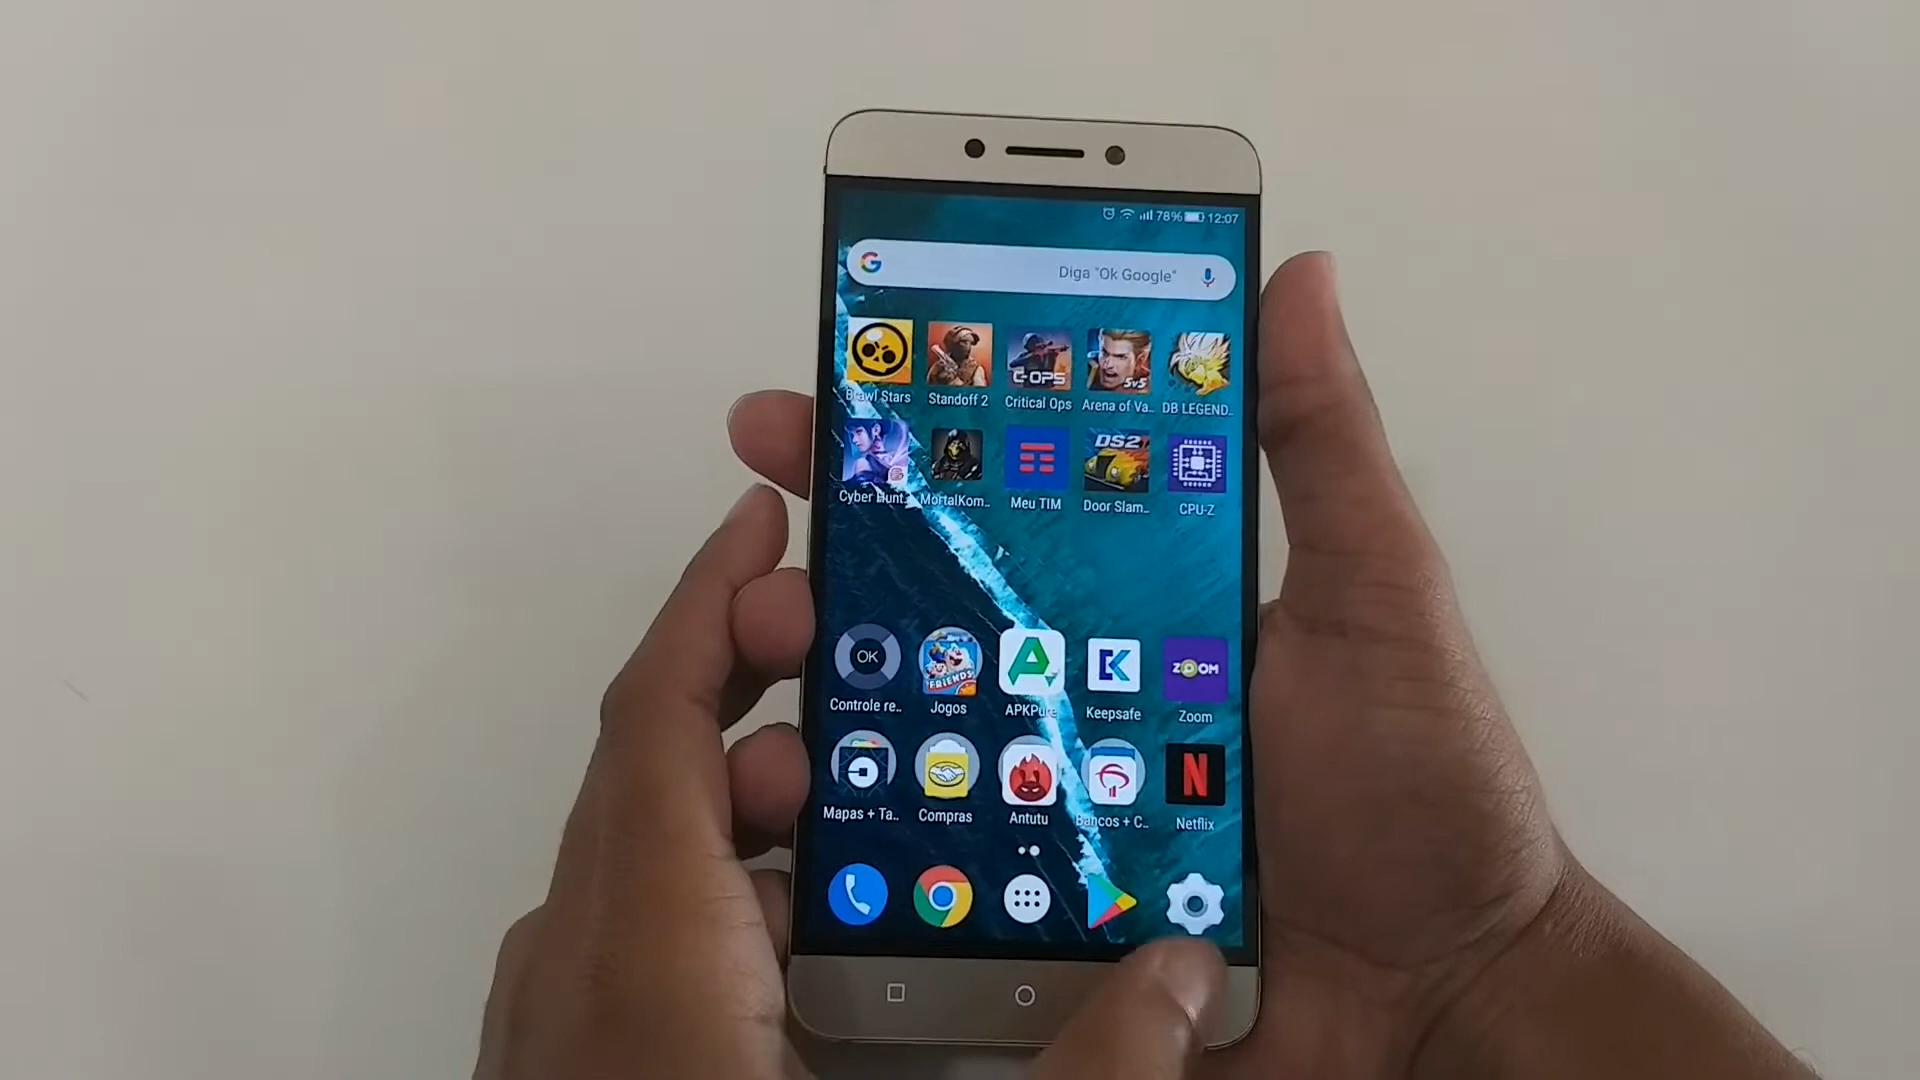 78% 12:07
Diga "Ok Google"
C-OPS
5v5
Brawl Stars Standoff 2 Critical Ops Arena of Va.. DB LEGEND..
DS2
Cyber Hunt.. MortalKom.. Meu TIM Door Slam.. CPU-Z
OK
FRIENDS
ZOOM
Controle re.. Jogos APKPure Keepsafe Zoom
N
Mapas + Ta.. Compras Antutu Bancos + C.. Netflix